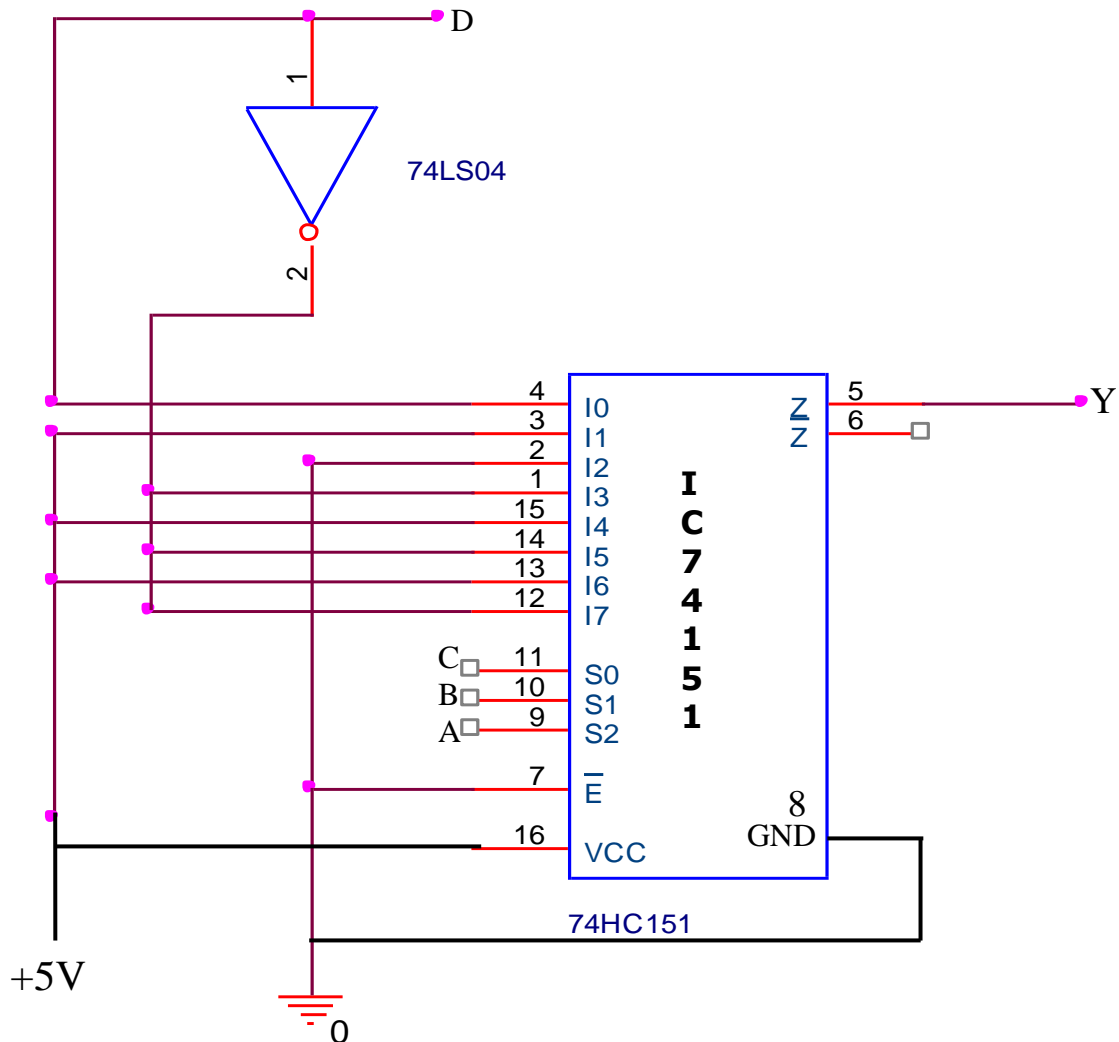 D
1
74LS04
2
4 I0 Z 5 Y
3 I1 Z 6
2 I2
1 I3
15 I4
14 I5
13 I6
12 I7
I
C
7
4
1
5
1
C 11 S0
B 10 S1
A 9 S2
7 E
8
16 VCC GND
74HC151
+5V
0